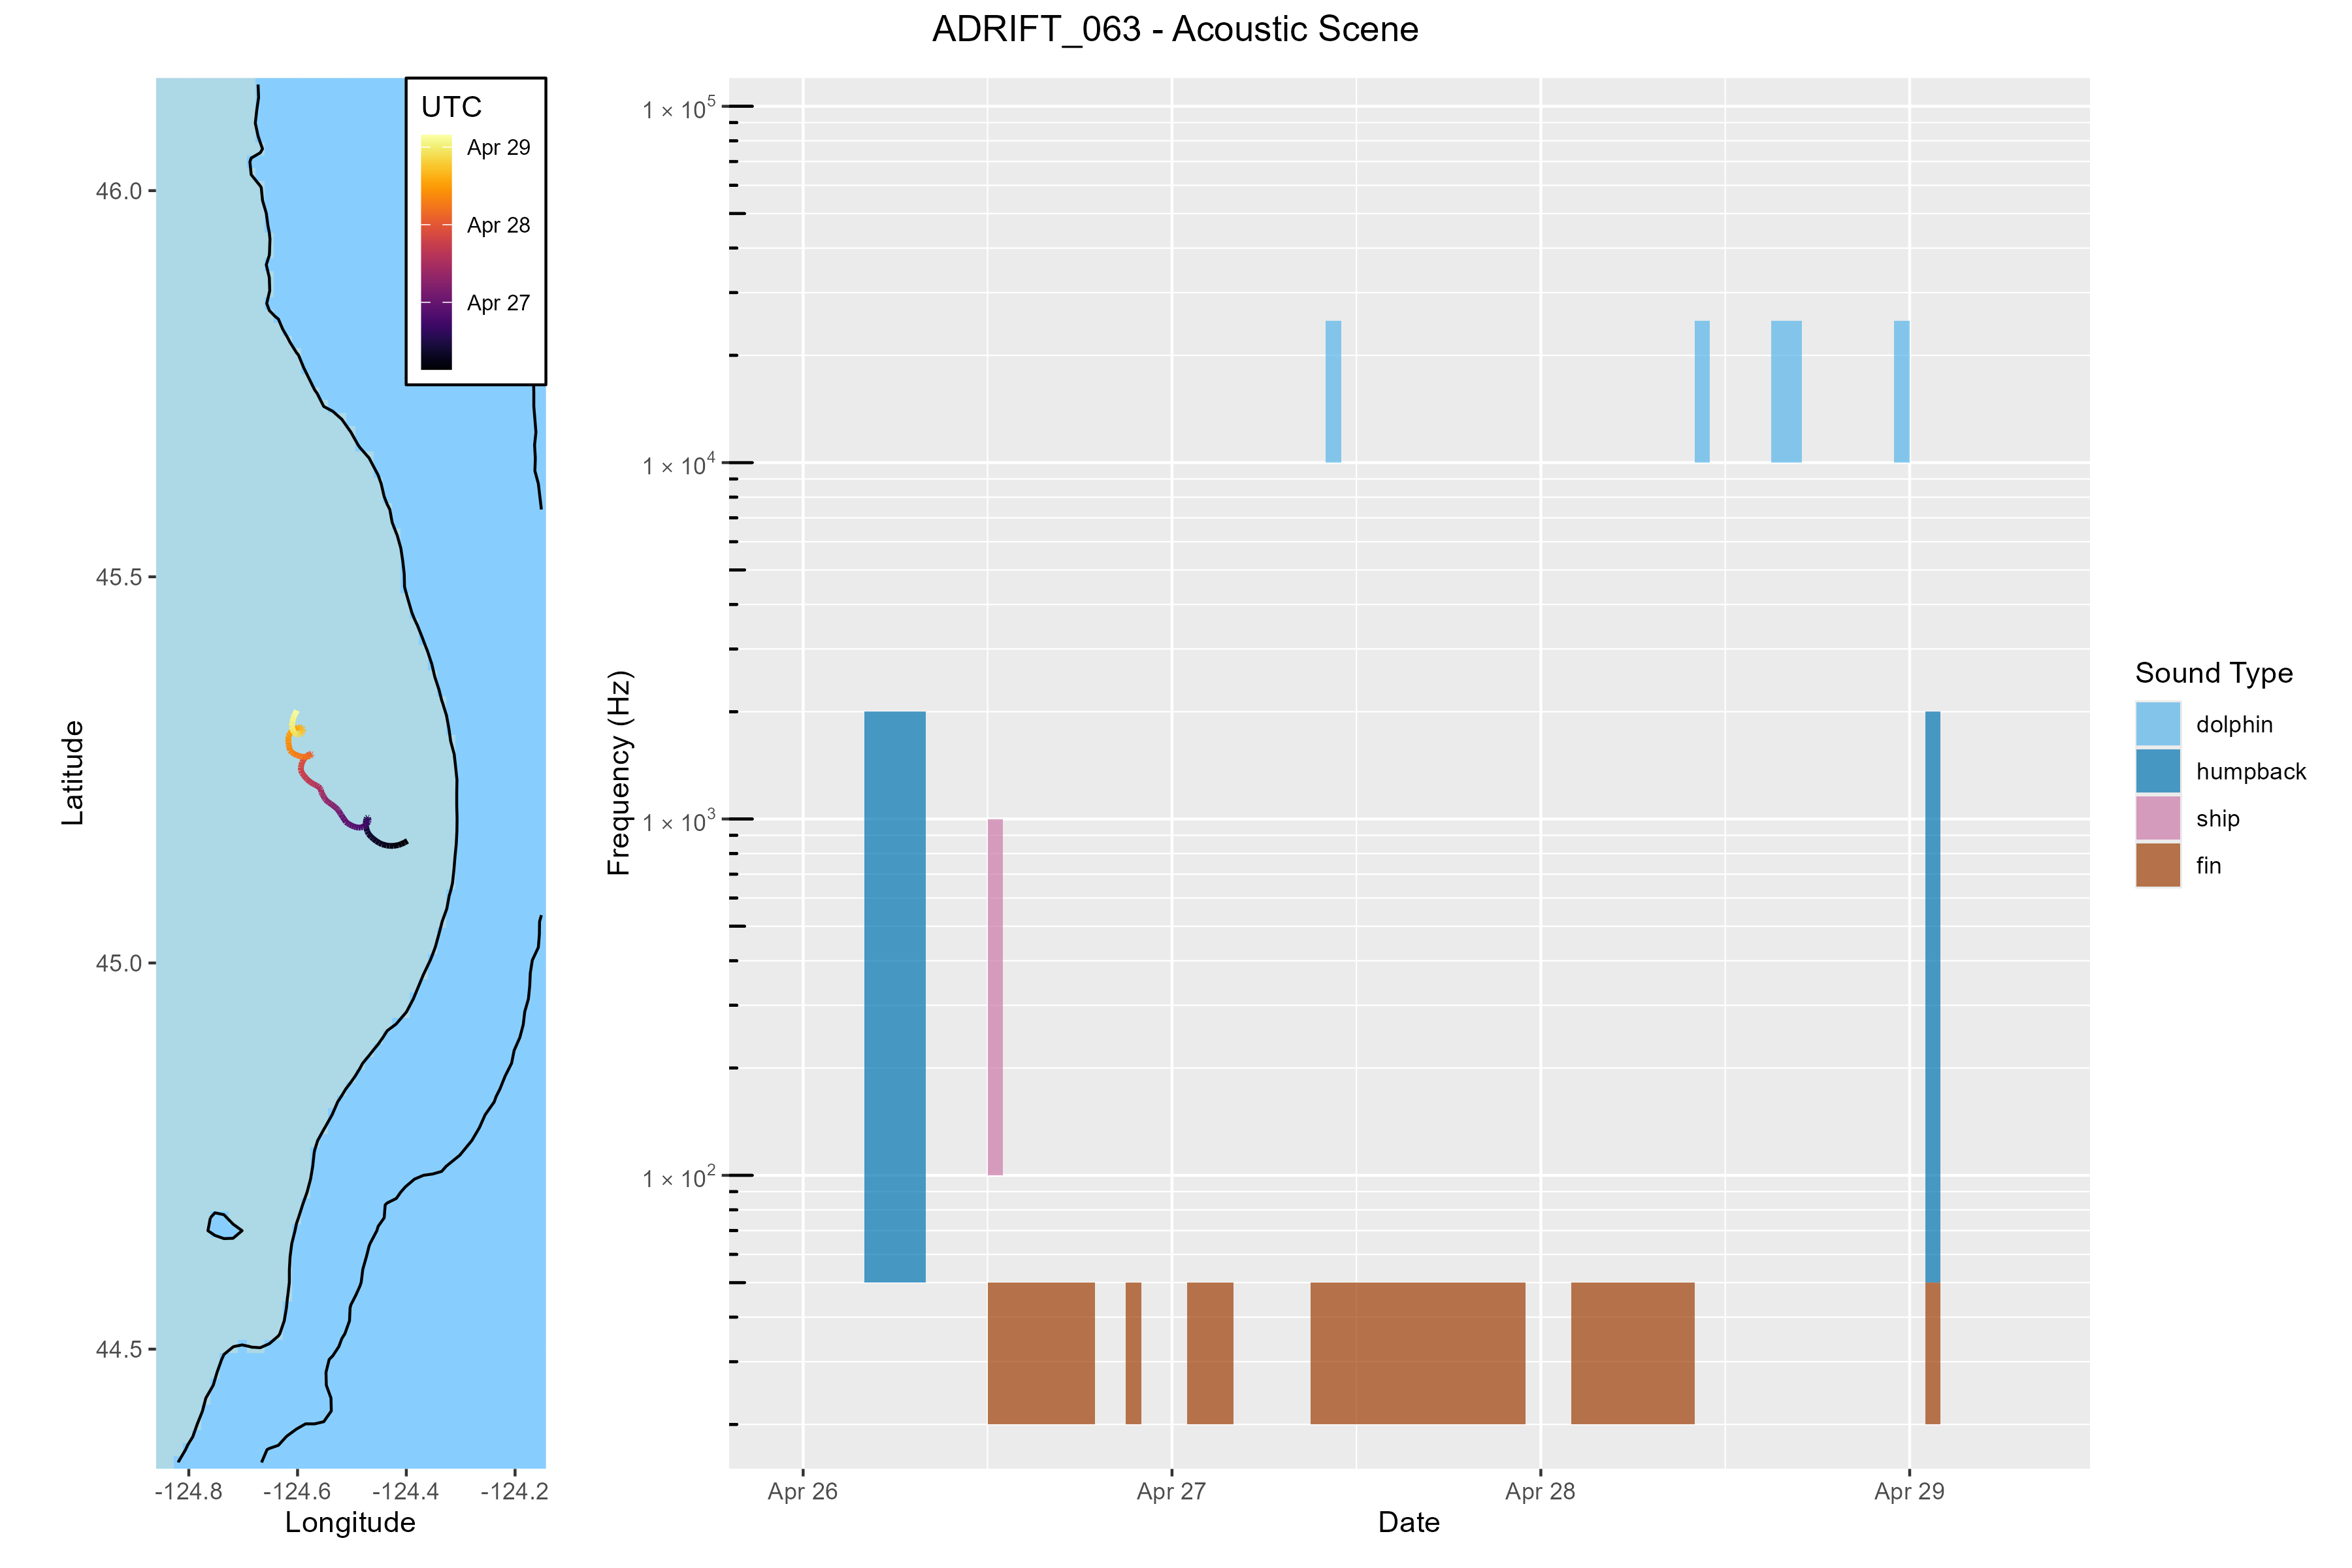 ADRIFT_063 - Acoustic Scene
UTC
Apr 29
Apr 28
Apr 27
46.0
45.5
45.0
44.5
Latitude
-124.8 -124.6 -124.4 -124.2
Longitude
1 × 10⁵
1 × 10⁴
1 × 10³
1 × 10²
Frequency (Hz)
Apr 26 Apr 27 Apr 28 Apr 29
Date
Sound Type
dolphin
humpback
ship
fin